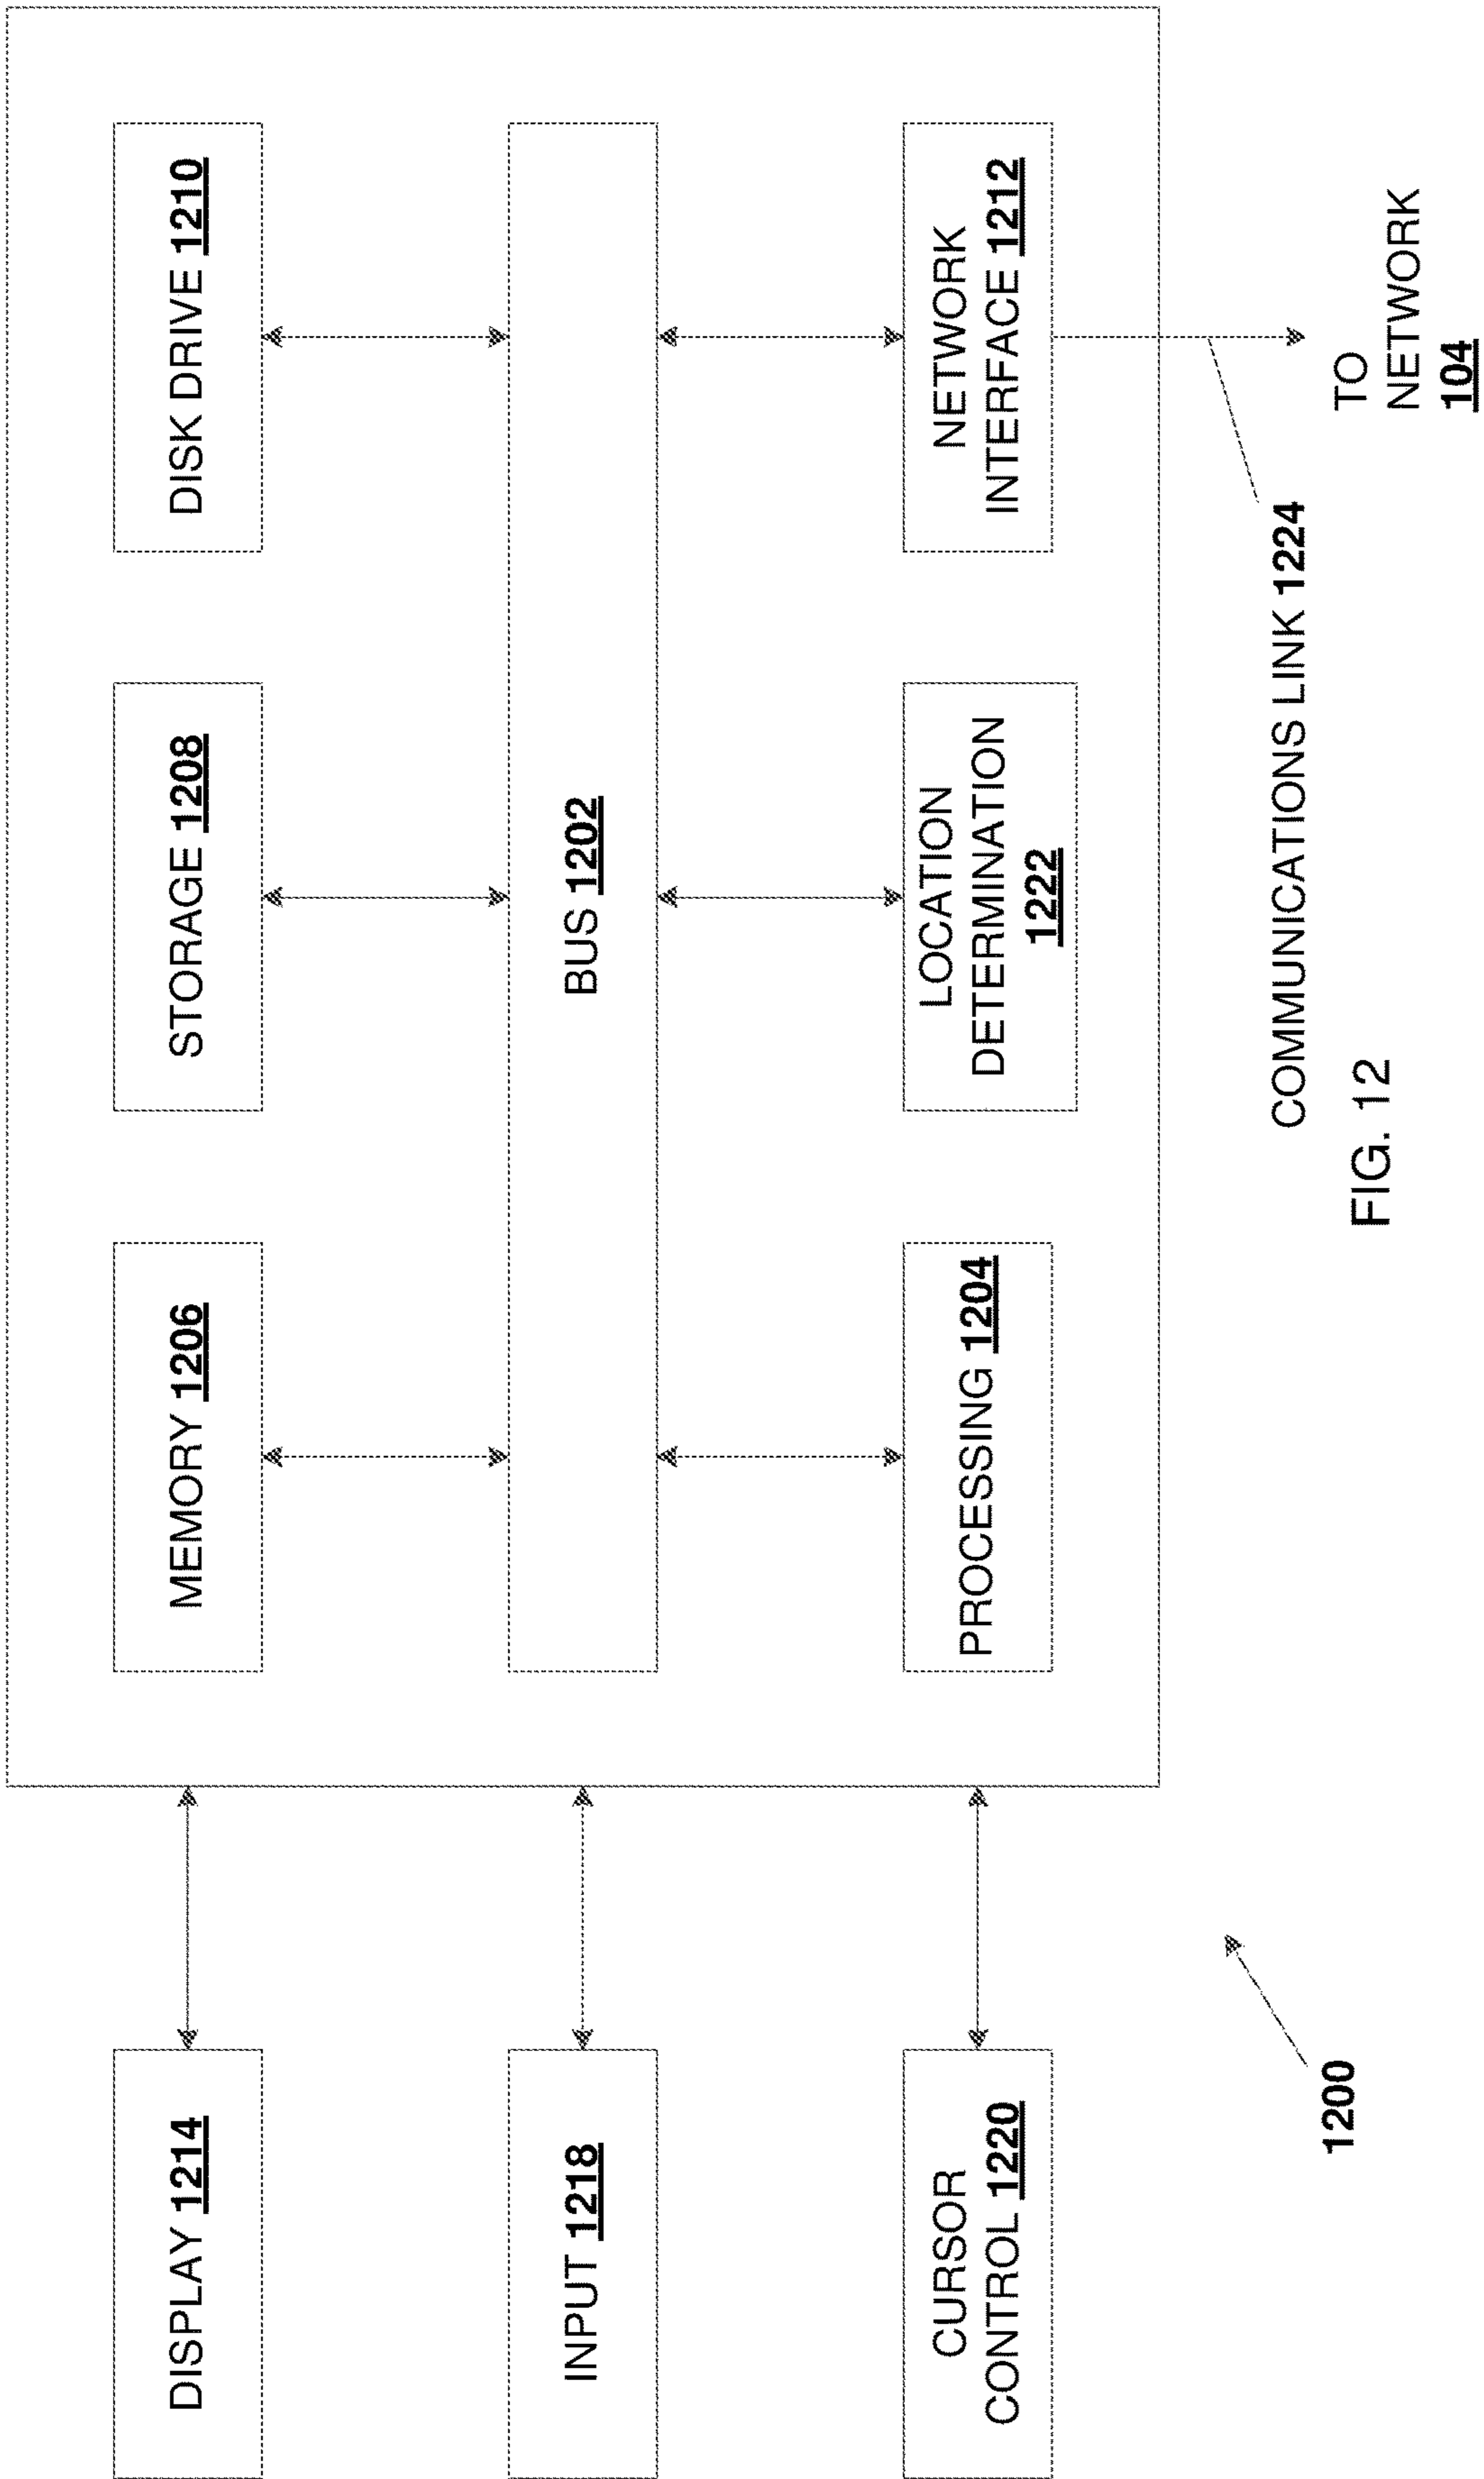 DISPLAY 1214
MEMORY 1206
STORAGE 1208
DISK DRIVE 1210
INPUT 1218
BUS 1202
CURSOR
CONTROL 1220
PROCESSING 1204
LOCATION
DETERMINATION
1222
NETWORK
INTERFACE 1212
1200
COMMUNICATIONS LINK 1224
TO
NETWORK
104
FIG. 12